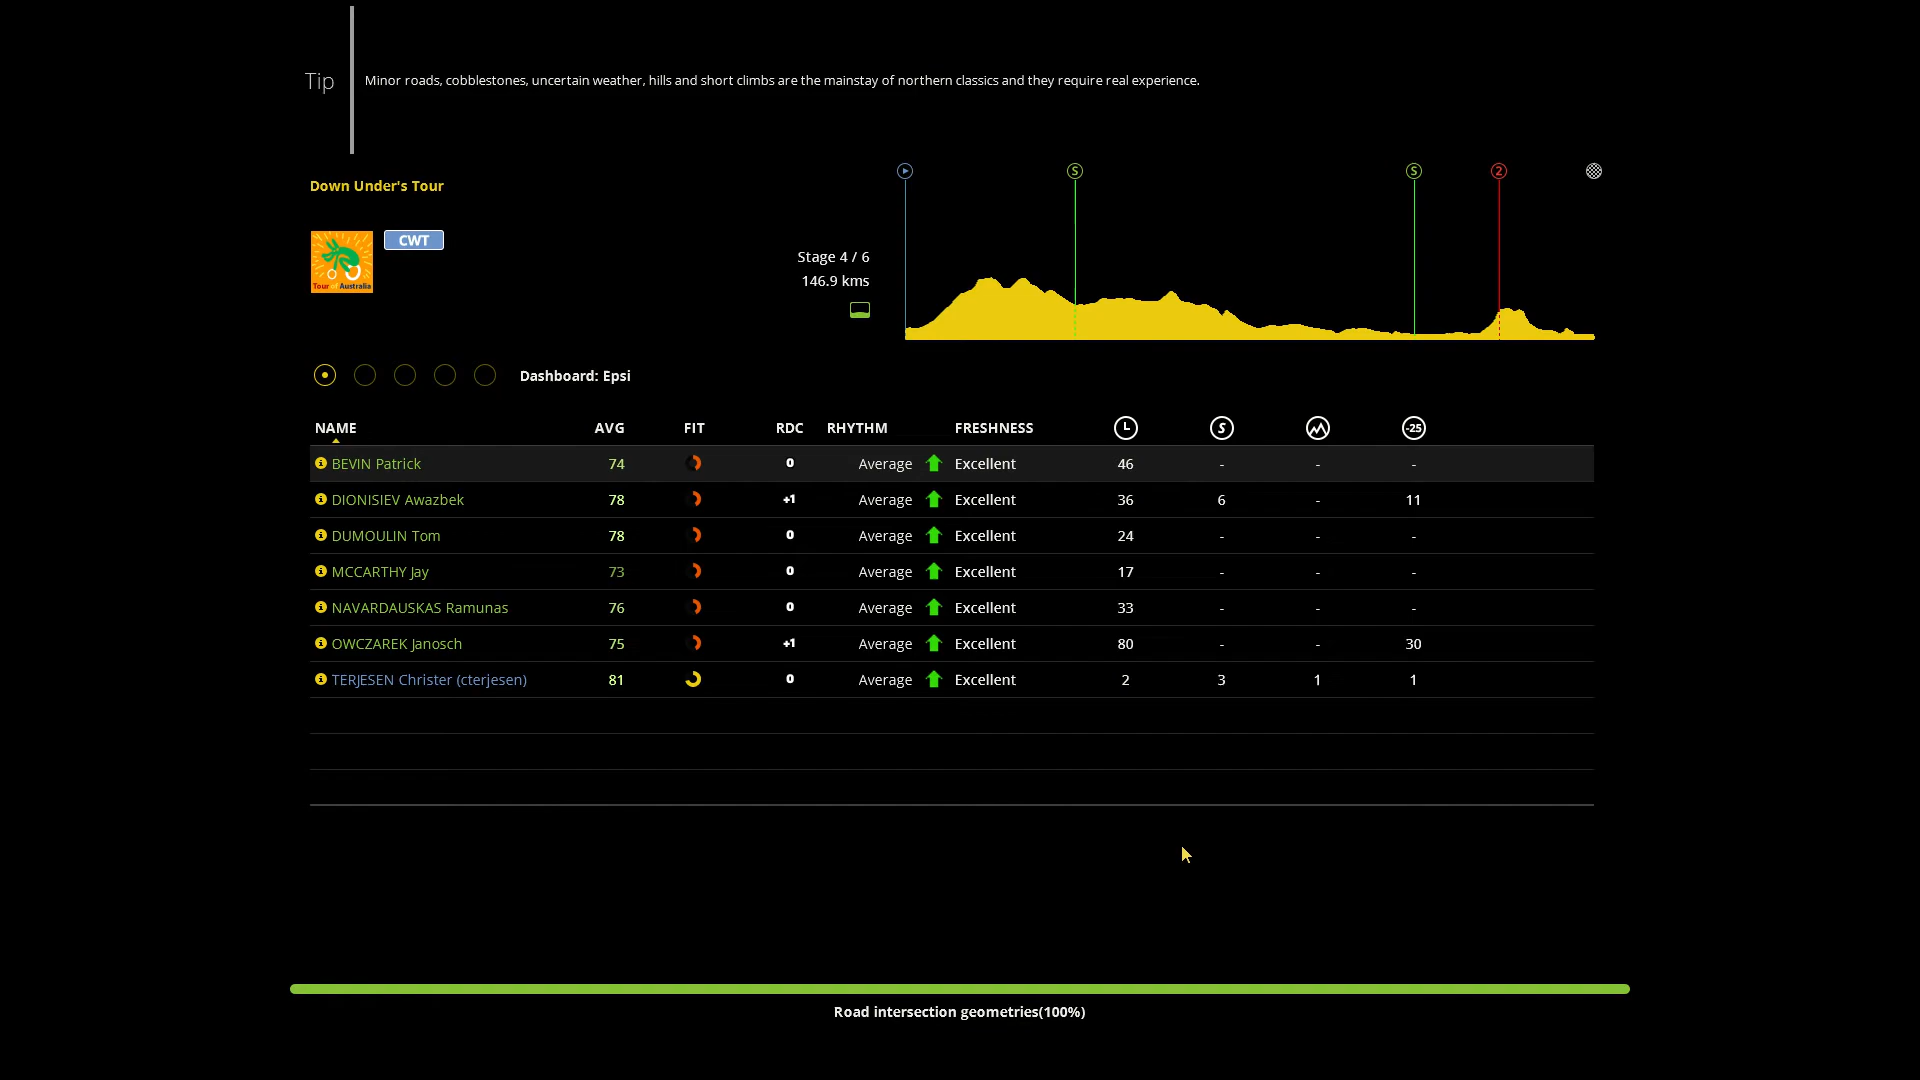 Tip
Minor roads, cobblestones, uncertain weather, hills and short climbs are the mainstay of northern classics and they require real experience.
Down Under's Tour
S S 2
CWT
Tour of Australia
Stage 4 / 6
146.9 kms
Dashboard: Epsi
NAME AVG FIT RDC RHYTHM FRESHNESS S -25
BEVIN Patrick 74 0 Average Excellent 46 - - -
DIONISIEV Awazbek 78 +1 Average Excellent 36 6 - 11
DUMOULIN Tom 78 0 Average Excellent 24 - - -
MCCARTHY Jay 73 0 Average Excellent 17 - - -
NAVARDAUSKAS Ramunas 76 0 Average Excellent 33 - - -
OWCZAREK Janosch 75 +1 Average Excellent 80 - - 30
TERJESEN Christer (cterjesen) 81 0 Average Excellent 2 3 1 1
Road intersection geometries(100%)